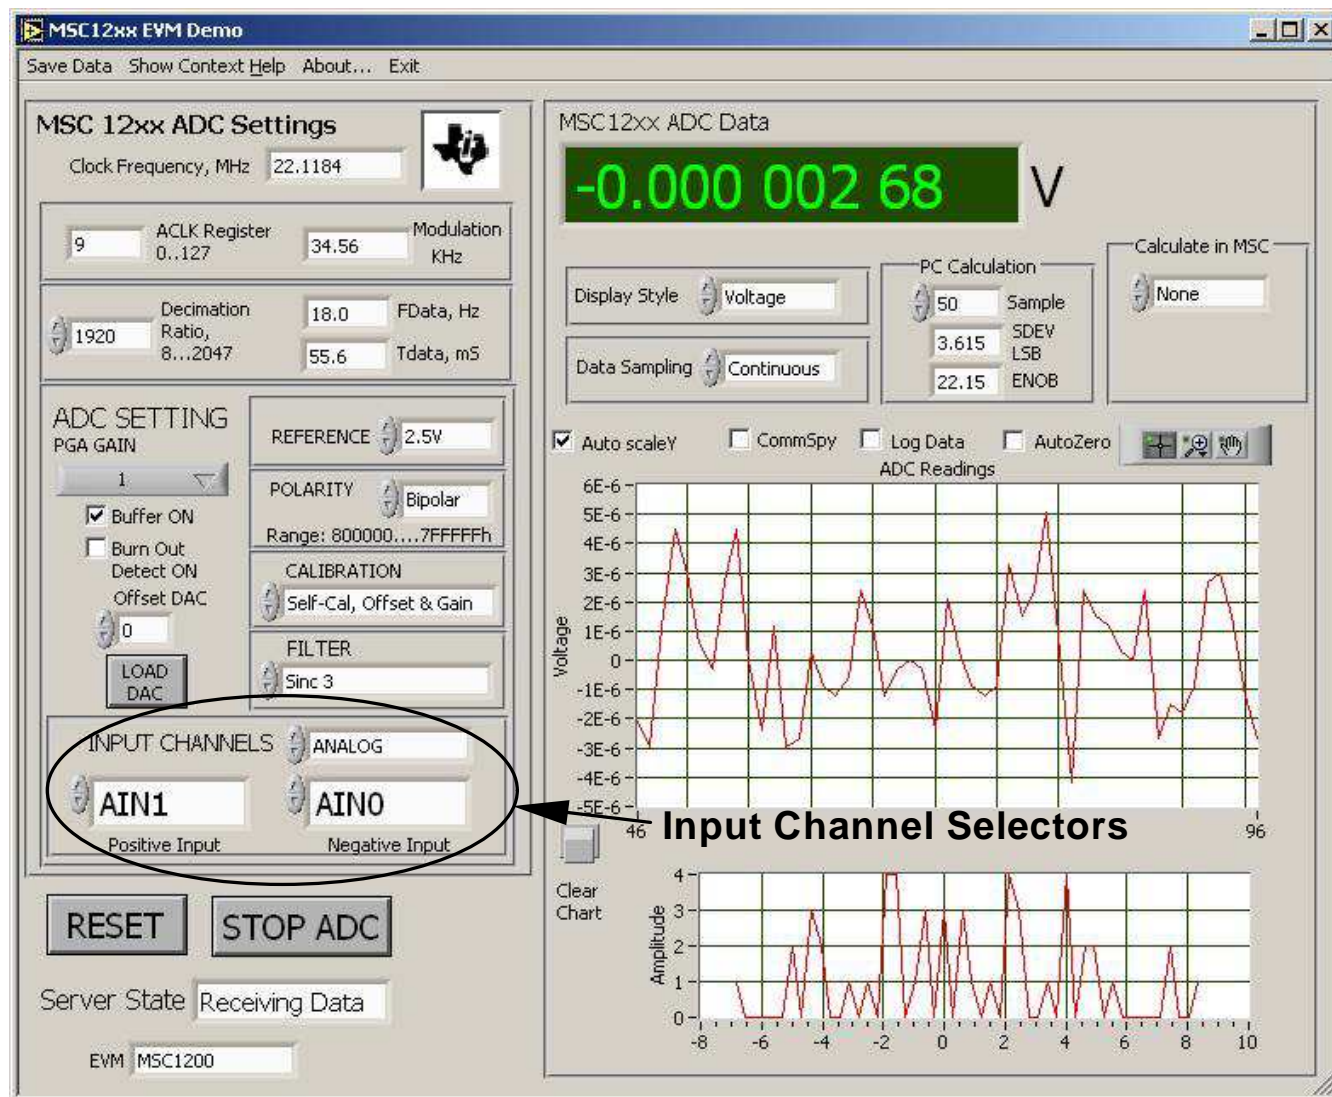 MSC12xx EVM Demo
Save Data Show Context Help About... Exit
MSC 12xx ADC Settings
Clock Frequency, MHz 22.1184
9 ACLK Register 0..127 34.56 Modulation KHz
1920 Decimation Ratio, 8...2047
18.0 FData, Hz
55.6 Tdata, mS
ADC SETTING
PGA GAIN
1
Buffer ON
Burn Out
Detect ON
Offset DAC
0
LOAD
DAC
REFERENCE 2.5V
POLARITY Bipolar
Range: 800000....7FFFFFh
CALIBRATION
Self-Cal, Offset & Gain
FILTER
Sinc 3
INPUT CHANNELS ANALOG
AIN1 AIN0
Positive Input Negative Input
RESET STOP ADC
Server State Receiving Data
EVM MSC1200
MSC12xx ADC Data
-0.000 002 68 V
Display Style Voltage
Data Sampling Continuous
PC Calculation
50 Sample
3.615 SDEV LSB
22.15 ENOB
Calculate in MSC
None
Auto scaleY CommSpy Log Data AutoZero
ADC Readings
Voltage
6E-6
5E-6
4E-6
3E-6
2E-6
1E-6
0
-1E-6
-2E-6
-3E-6
-4E-6
-5E-6
46 96
Input Channel Selectors
Clear
Chart
Amplitude
4
3
2
1
0
-8 -6 -4 -2 0 2 4 6 8 10